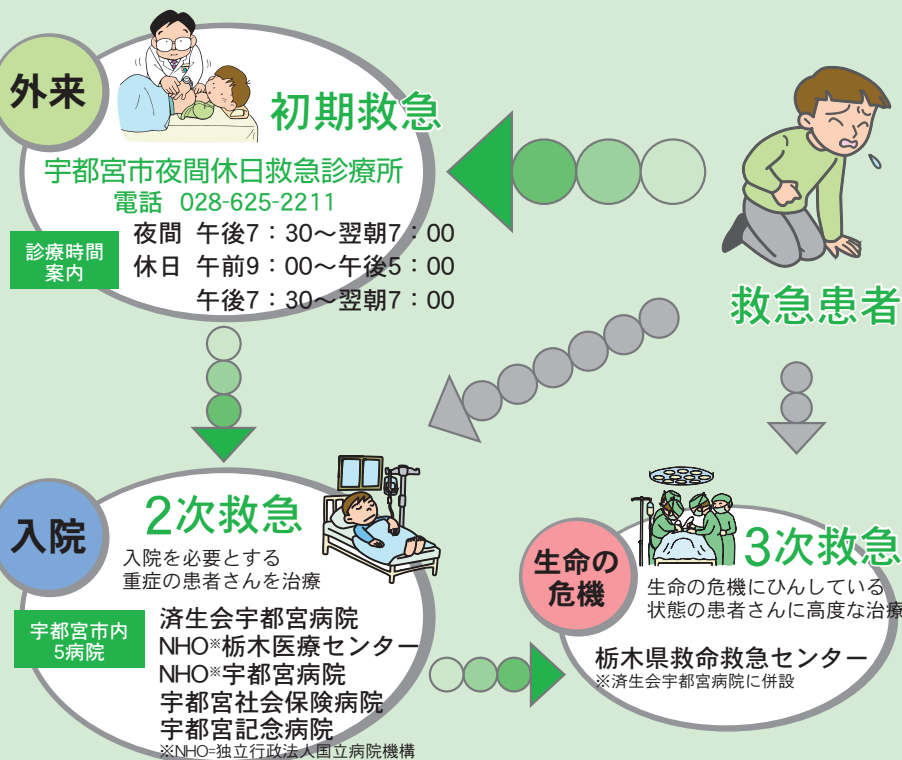 外来
初期救急
宇都宮市夜間休日救急診療所
電話 028-625-2211
診療時間
案内
夜間 午後7：30～翌朝7：00
休日 午前9：00～午後5：00
午後7：30～翌朝7：00
救急患者
入院
2次救急
入院を必要とする
重症の患者さんを治療
宇都宮市内
5病院
済生会宇都宮病院
NHO※栃木医療センター
NHO※宇都宮病院
宇都宮社会保険病院
宇都宮記念病院
※NHO=独立行政法人国立病院機構
生命の
危機
3次救急
生命の危機にひんしている
状態の患者さんに高度な治療
栃木県救命救急センター
※済生会宇都宮病院に併設